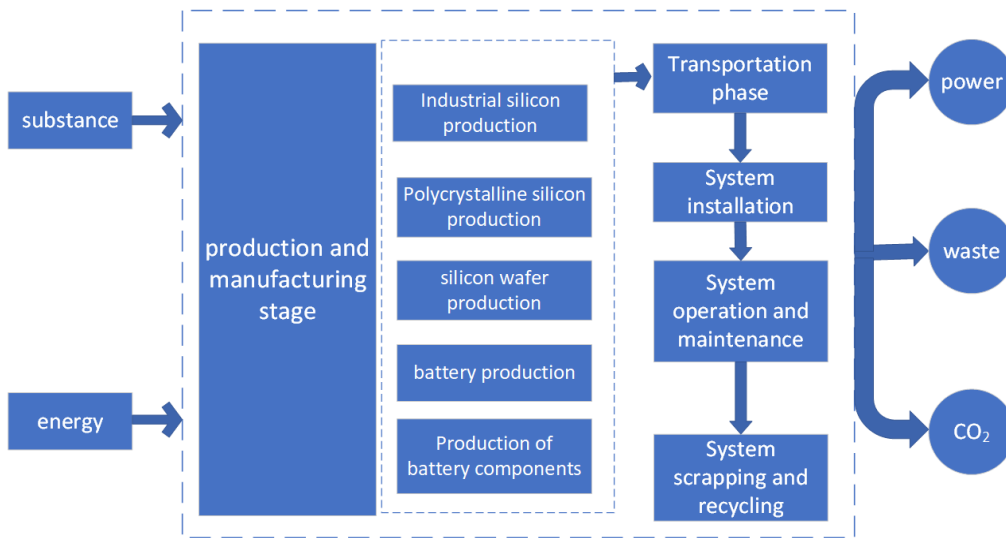 substance
energy
production and
manufacturing
stage
Industrial silicon
production
Polycrystalline silicon
production
silicon wafer
production
battery production
Production of
battery components
Transportation
phase
System
installation
System
operation and
maintenance
System
scrapping and
recycling
power
waste
CO₂